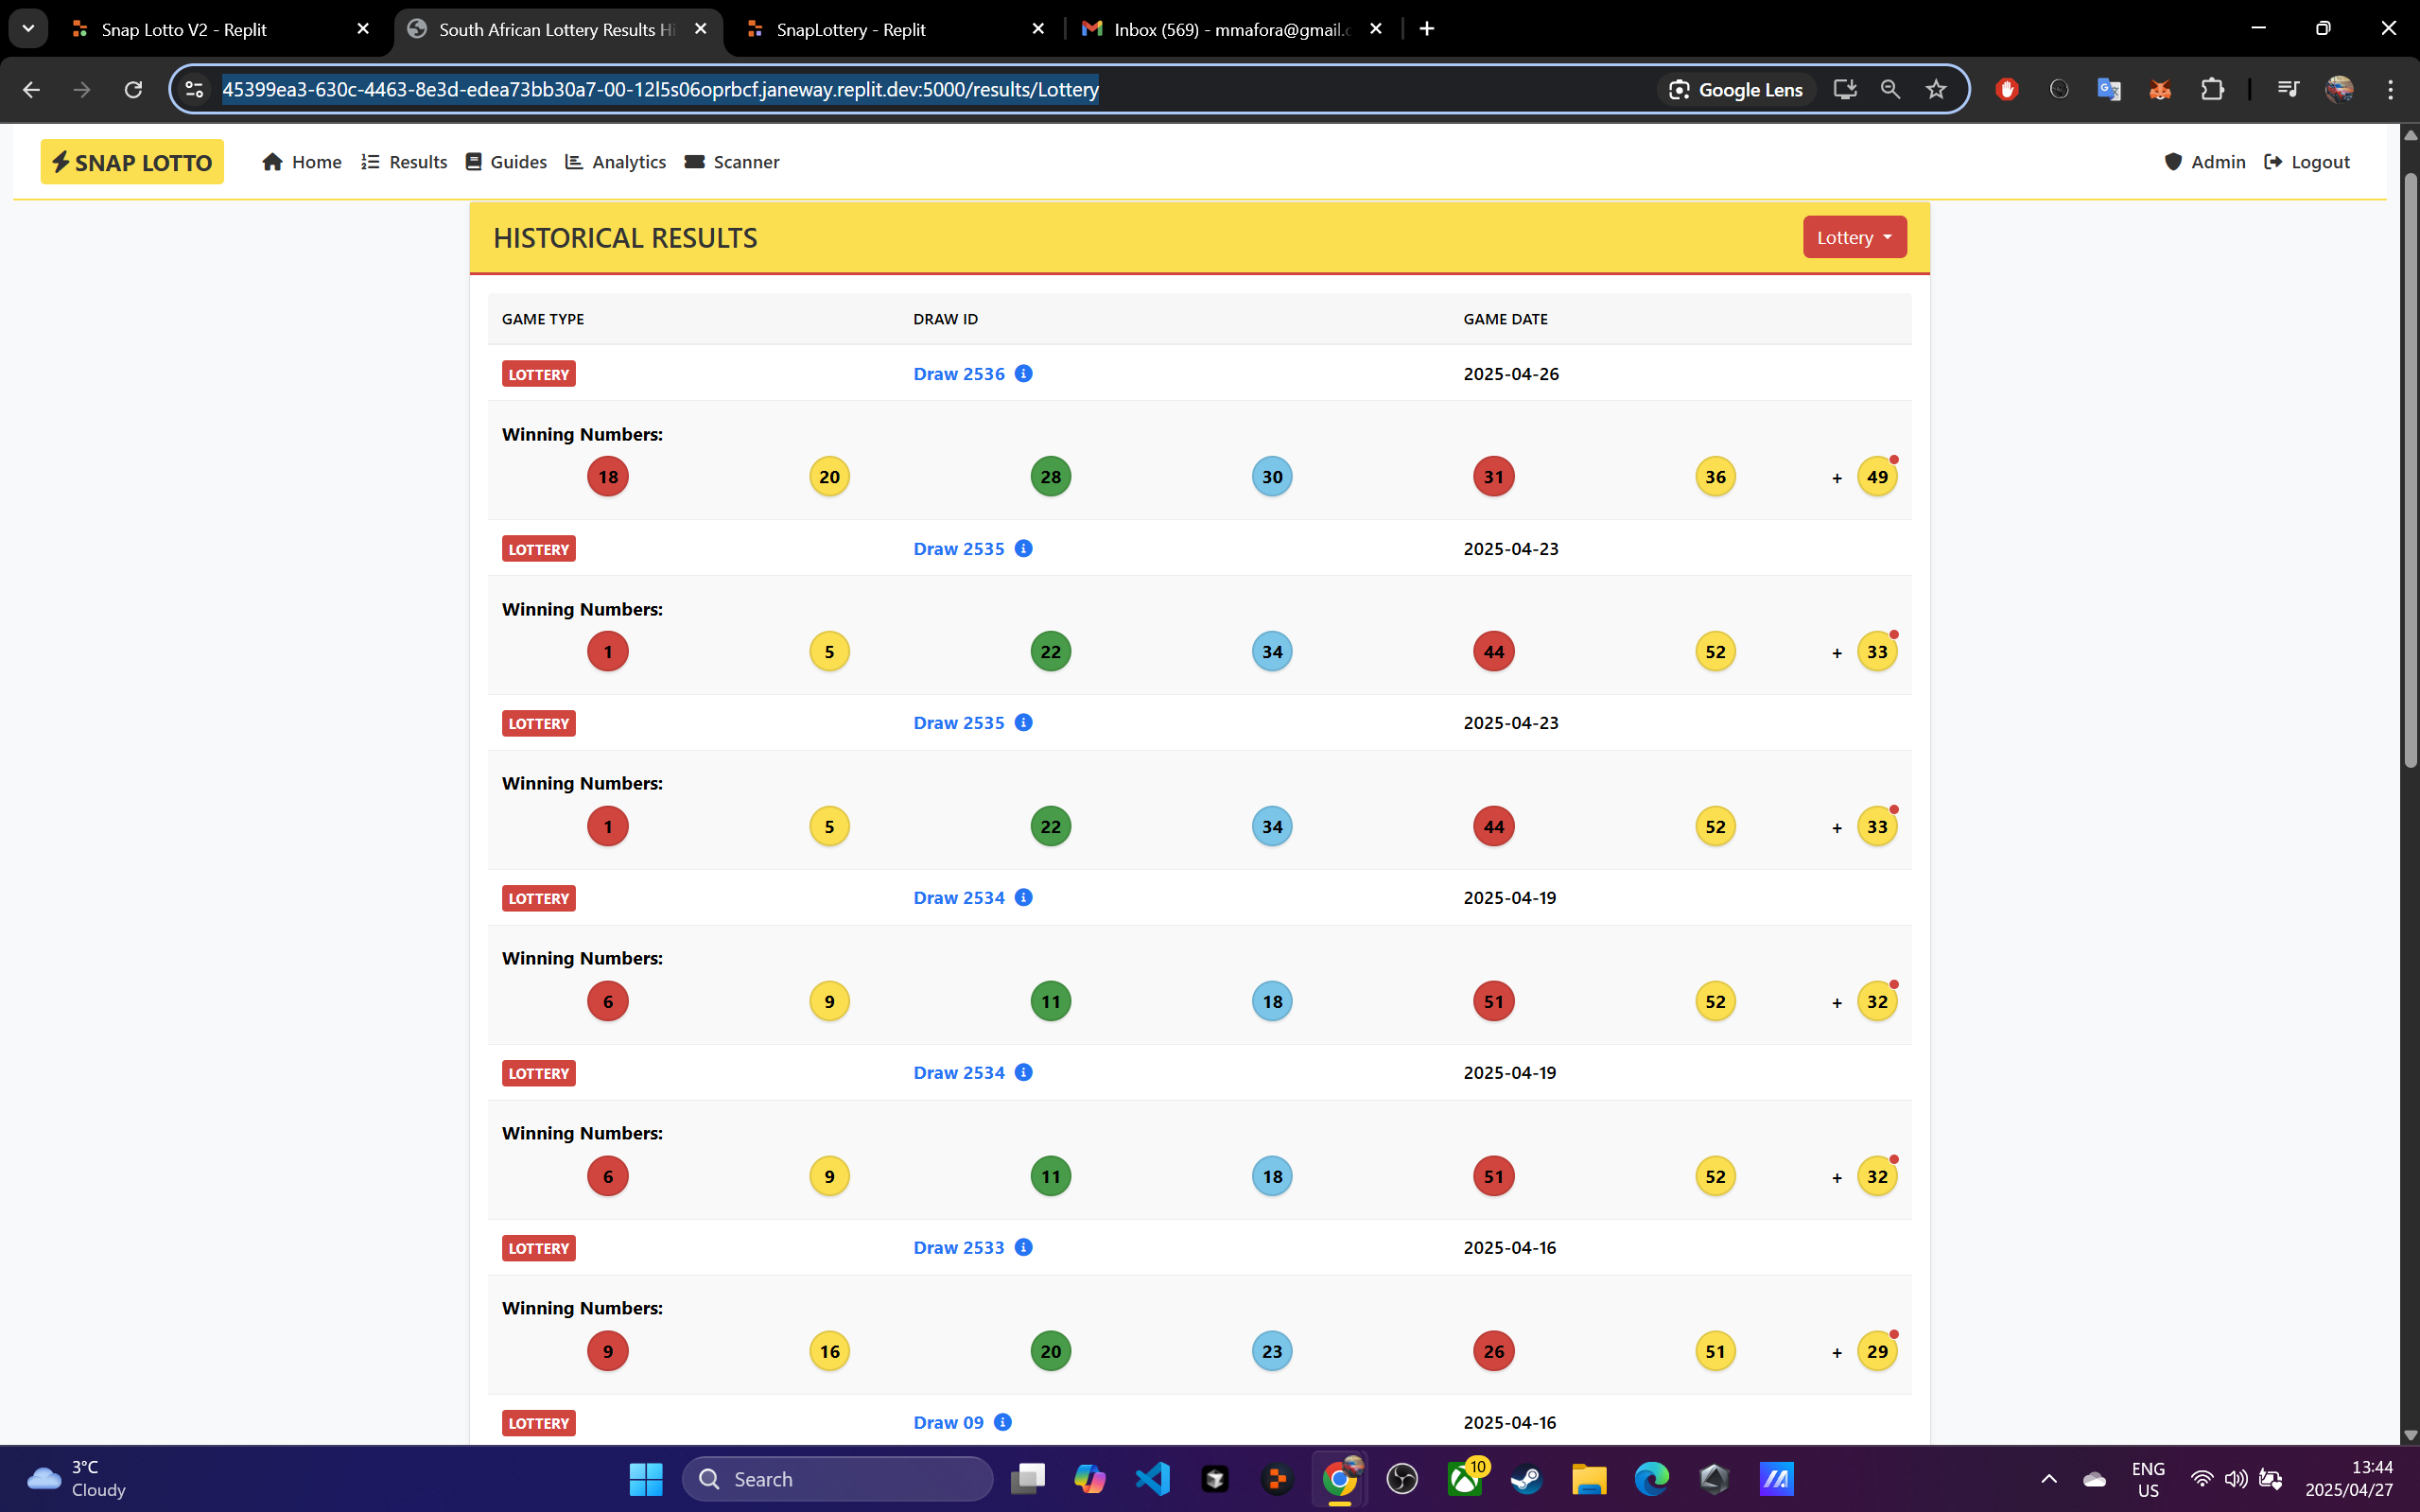 Snap Lotto V2 - Replit
South African Lottery Results Hi
SnapLottery - Replit
Inbox (569) - mmafora@gmail.c
45399ea3-630c-4463-8e3d-edea73bb30a7-00-12l5s06oprbcf.janeway.replit.dev:5000/results/Lottery
Google Lens
SNAP LOTTO
Home
Results
Guides
Analytics
Scanner
Admin
Logout
HISTORICAL RESULTS
Lottery
GAME TYPE DRAW ID GAME DATE
LOTTERY Draw 2536 2025-04-26
Winning Numbers:
18 20 28 30 31 36 + 49
LOTTERY Draw 2535 2025-04-23
Winning Numbers:
1 5 22 34 44 52 + 33
LOTTERY Draw 2535 2025-04-23
Winning Numbers:
1 5 22 34 44 52 + 33
LOTTERY Draw 2534 2025-04-19
Winning Numbers:
6 9 11 18 51 52 + 32
LOTTERY Draw 2534 2025-04-19
Winning Numbers:
6 9 11 18 51 52 + 32
LOTTERY Draw 2533 2025-04-16
Winning Numbers:
9 16 20 23 26 51 + 29
LOTTERY Draw 09 2025-04-16
3°C
Cloudy
Search
10
ENG
US
13:44
2025/04/27